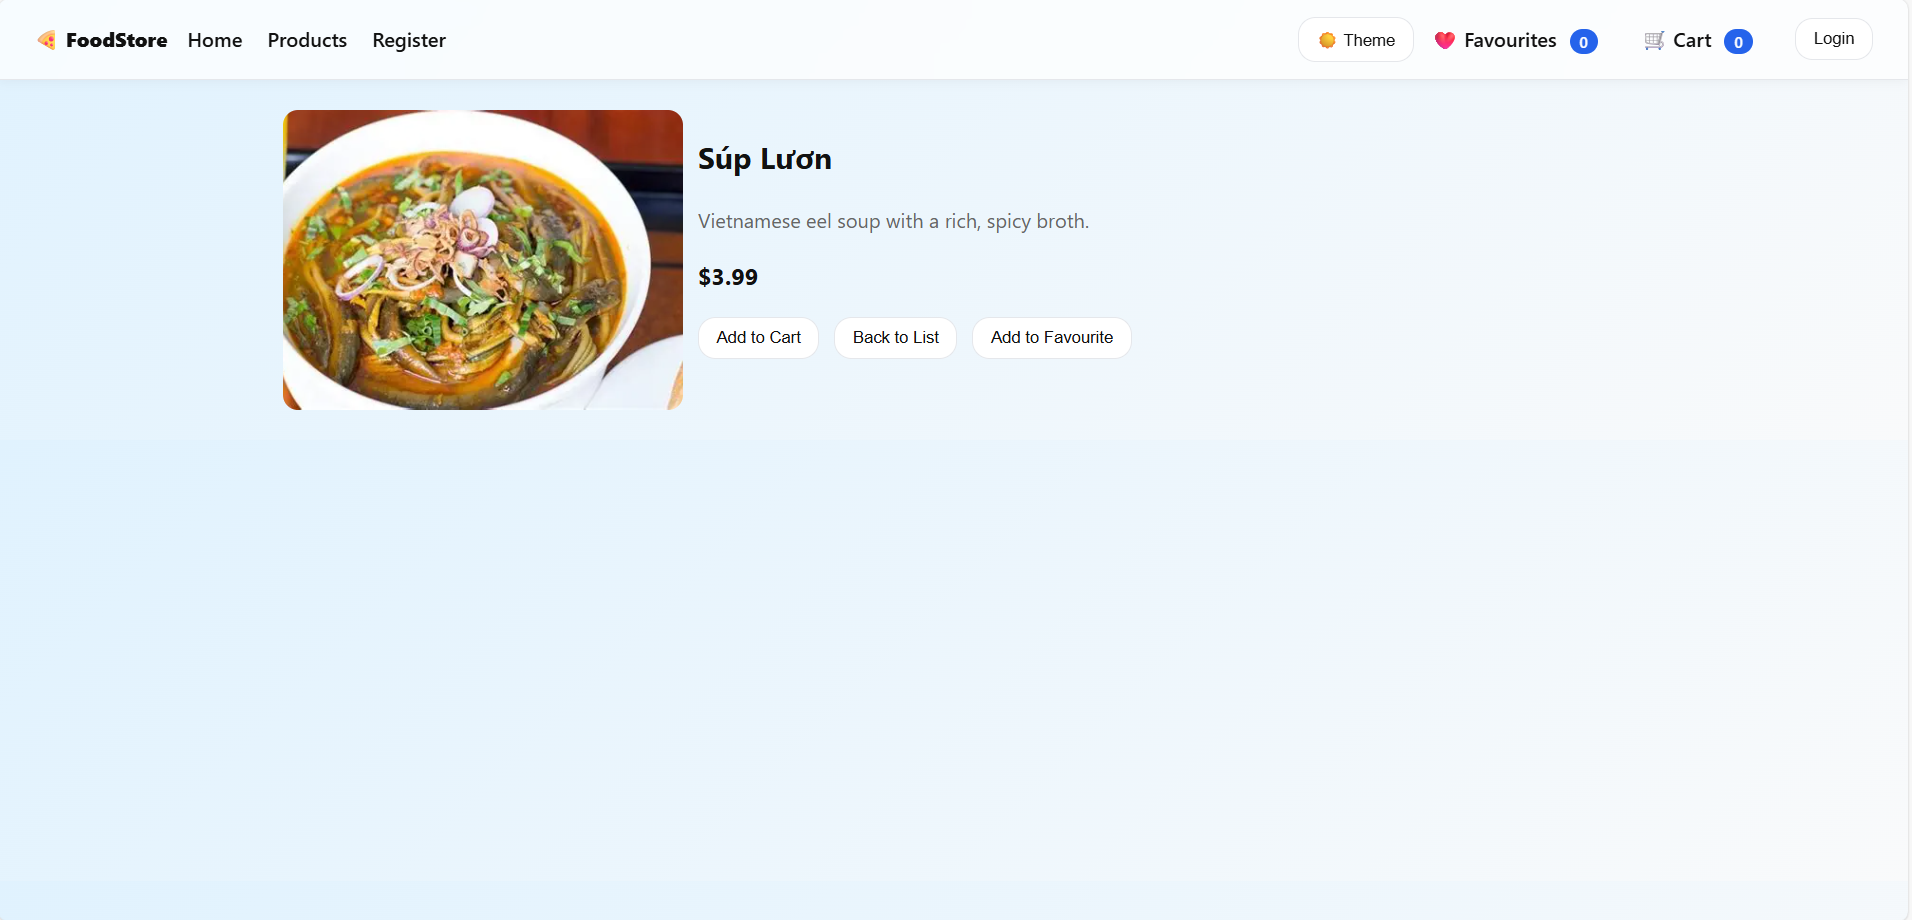 FoodStore Home Products Register Theme Favourites 0 Cart 0 Login
Súp Lươn
Vietnamese eel soup with a rich, spicy broth.
$3.99
Add to Cart Back to List Add to Favourite